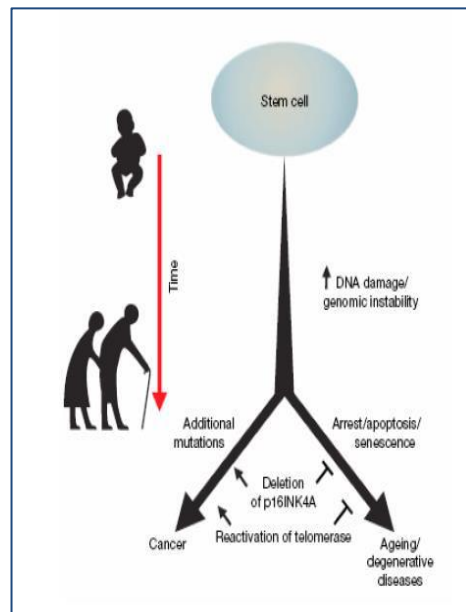 Stem cell
Time
DNA damage/
genomic instability
Additional
mutations
Arrest/apoptosis/
senescence
Deletion
of p16INK4A
Reactivation of telomerase
Cancer
Ageing/
degenerative
diseases